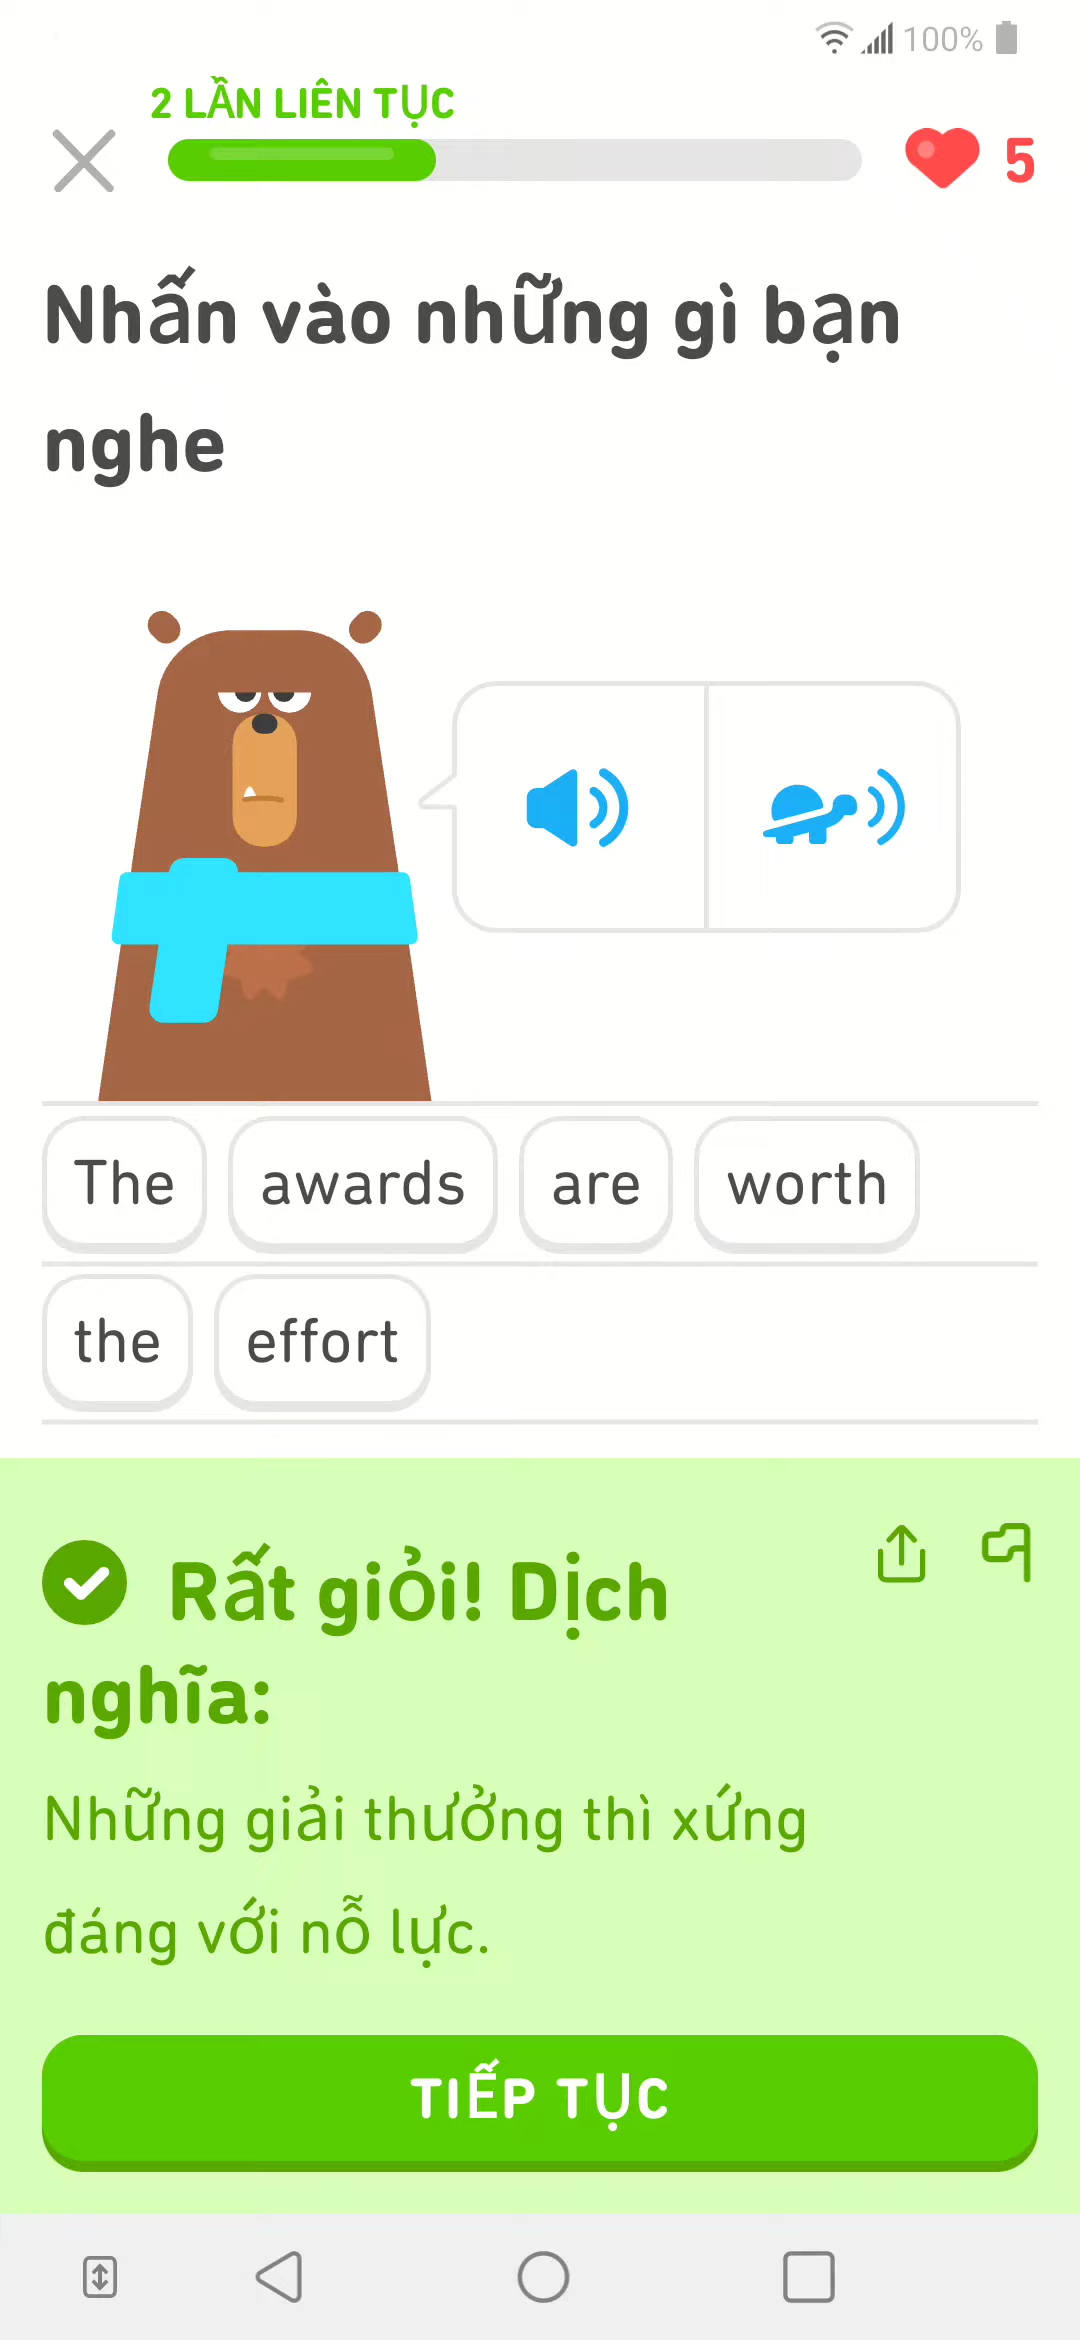 100%
2 LẦN LIÊN TỤC
5
Nhấn vào những gì bạn
nghe
The awards are worth
the effort
Rất giỏi! Dịch
nghĩa:
Những giải thưởng thì xứng
đáng với nỗ lực.
TIẾP TỤC